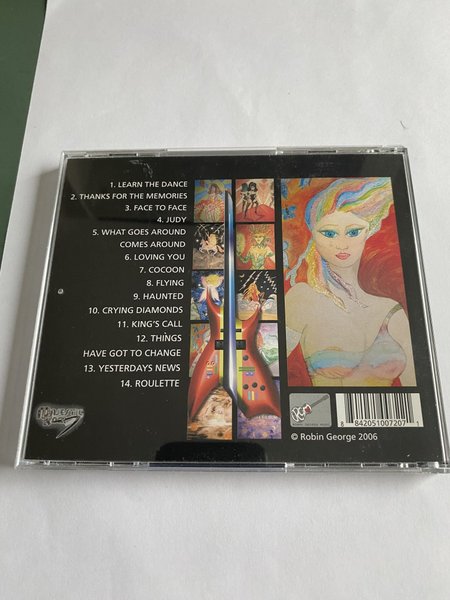 1. LEARN THE DANCE
2. THANKS FOR THE MEMORIES
3. FACE TO FACE
4. JUDY
5. WHAT GOES AROUND
COMES AROUND
6. LOVING YOU
7. COCOON
8. FLYING
9. HAUNTED
10. CRYING DIAMONDS
11. KING'S CALL
12. THINGS
HAVE GOT TO CHANGE
13. YESTERDAYS NEWS
14. ROULETTE
8 842051 007207 1
© Robin George 2006